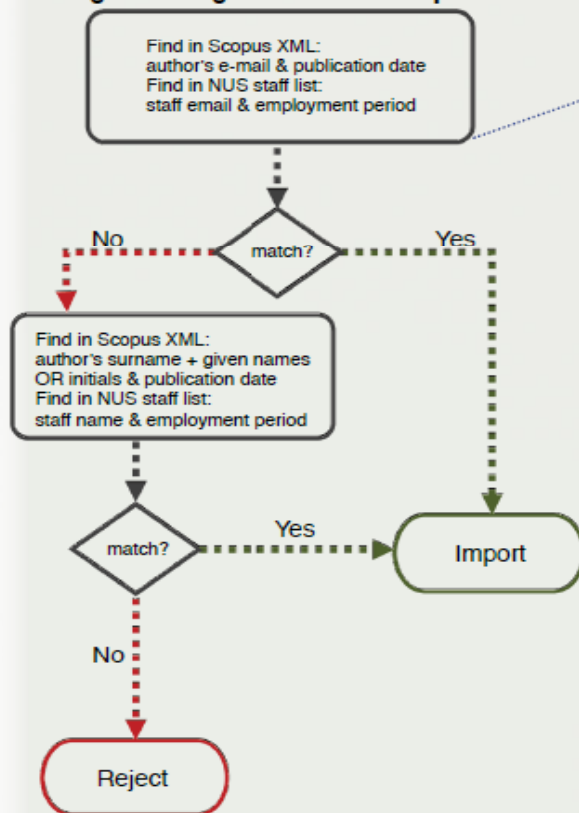 Find in Scopus XML:
author's e-mail & publication date
Find in NUS staff list:
staff email & employment period
match?
No
Yes
Find in Scopus XML:
author's surname + given names
OR initials & publication date
Find in NUS staff list:
staff name & employment period
match?
Yes
Import
No
Reject